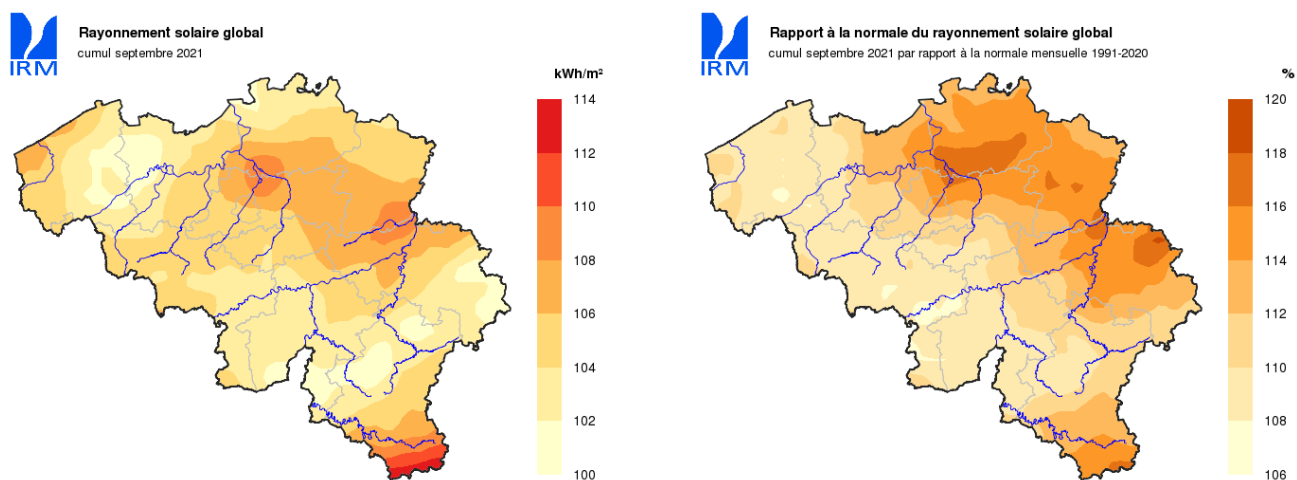 IRM
Rayonnement solaire global
cumul septembre 2021
kWh/m²
114
112
110
108
106
104
102
100
IRM
Rapport à la normale du rayonnement solaire global
cumul septembre 2021 par rapport à la normale mensuelle 1991-2020
%
120
118
116
114
112
110
108
106